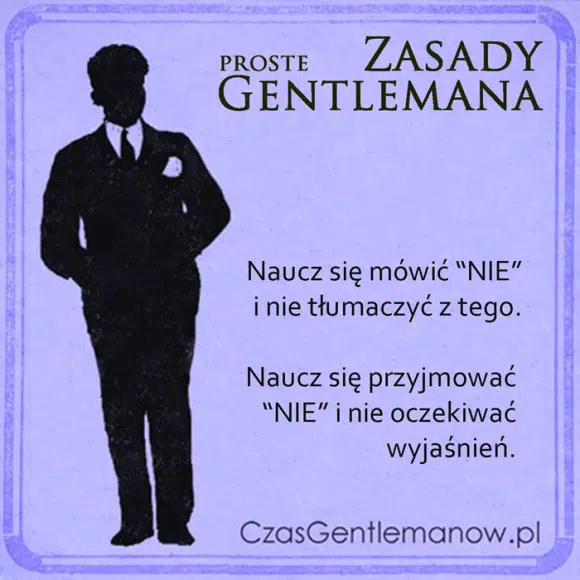 PROSTE ZASADY
GENTLEMANA
Naucz się mówić “NIE”
i nie tłumaczyć z tego.
Naucz się przyjmować
“NIE” i nie oczekiwać
wyjaśnień.
CzasGentlemanow.pl